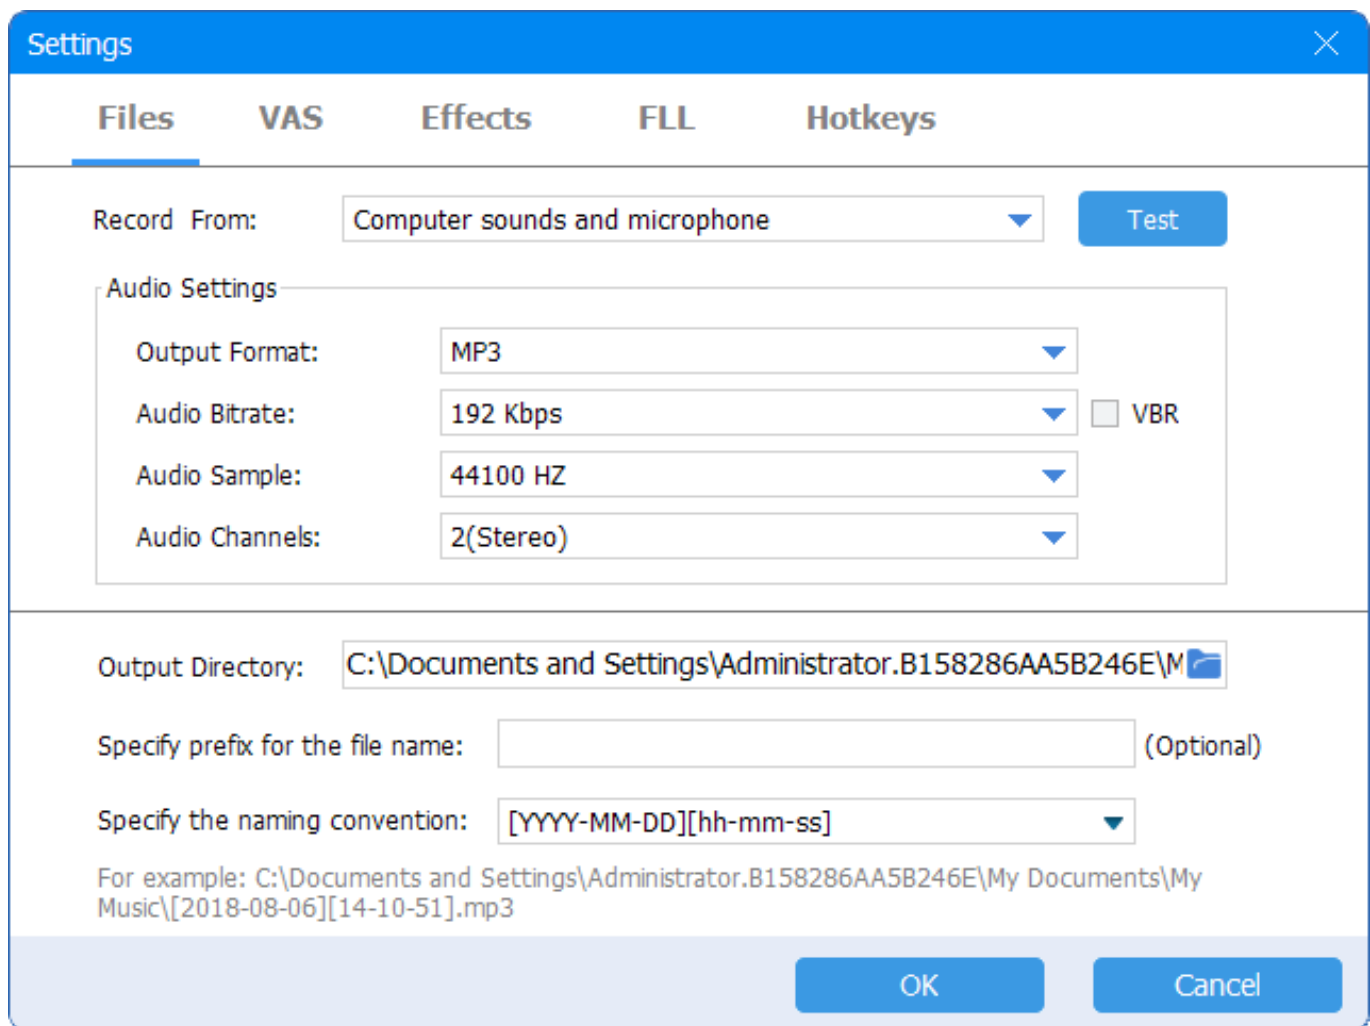 Settings
Files VAS Effects FLL Hotkeys
Record From: Computer sounds and microphone Test
Audio Settings
Output Format: MP3
Audio Bitrate: 192 Kbps VBR
Audio Sample: 44100 HZ
Audio Channels: 2(Stereo)
Output Directory: C:\Documents and Settings\Administrator.B158286AA5B246E\M
Specify prefix for the file name: (Optional)
Specify the naming convention: [YYYY-MM-DD][hh-mm-ss]
For example: C:\Documents and Settings\Administrator.B158286AA5B246E\My Documents\My
Music\[2018-08-06][14-10-51].mp3
OK Cancel